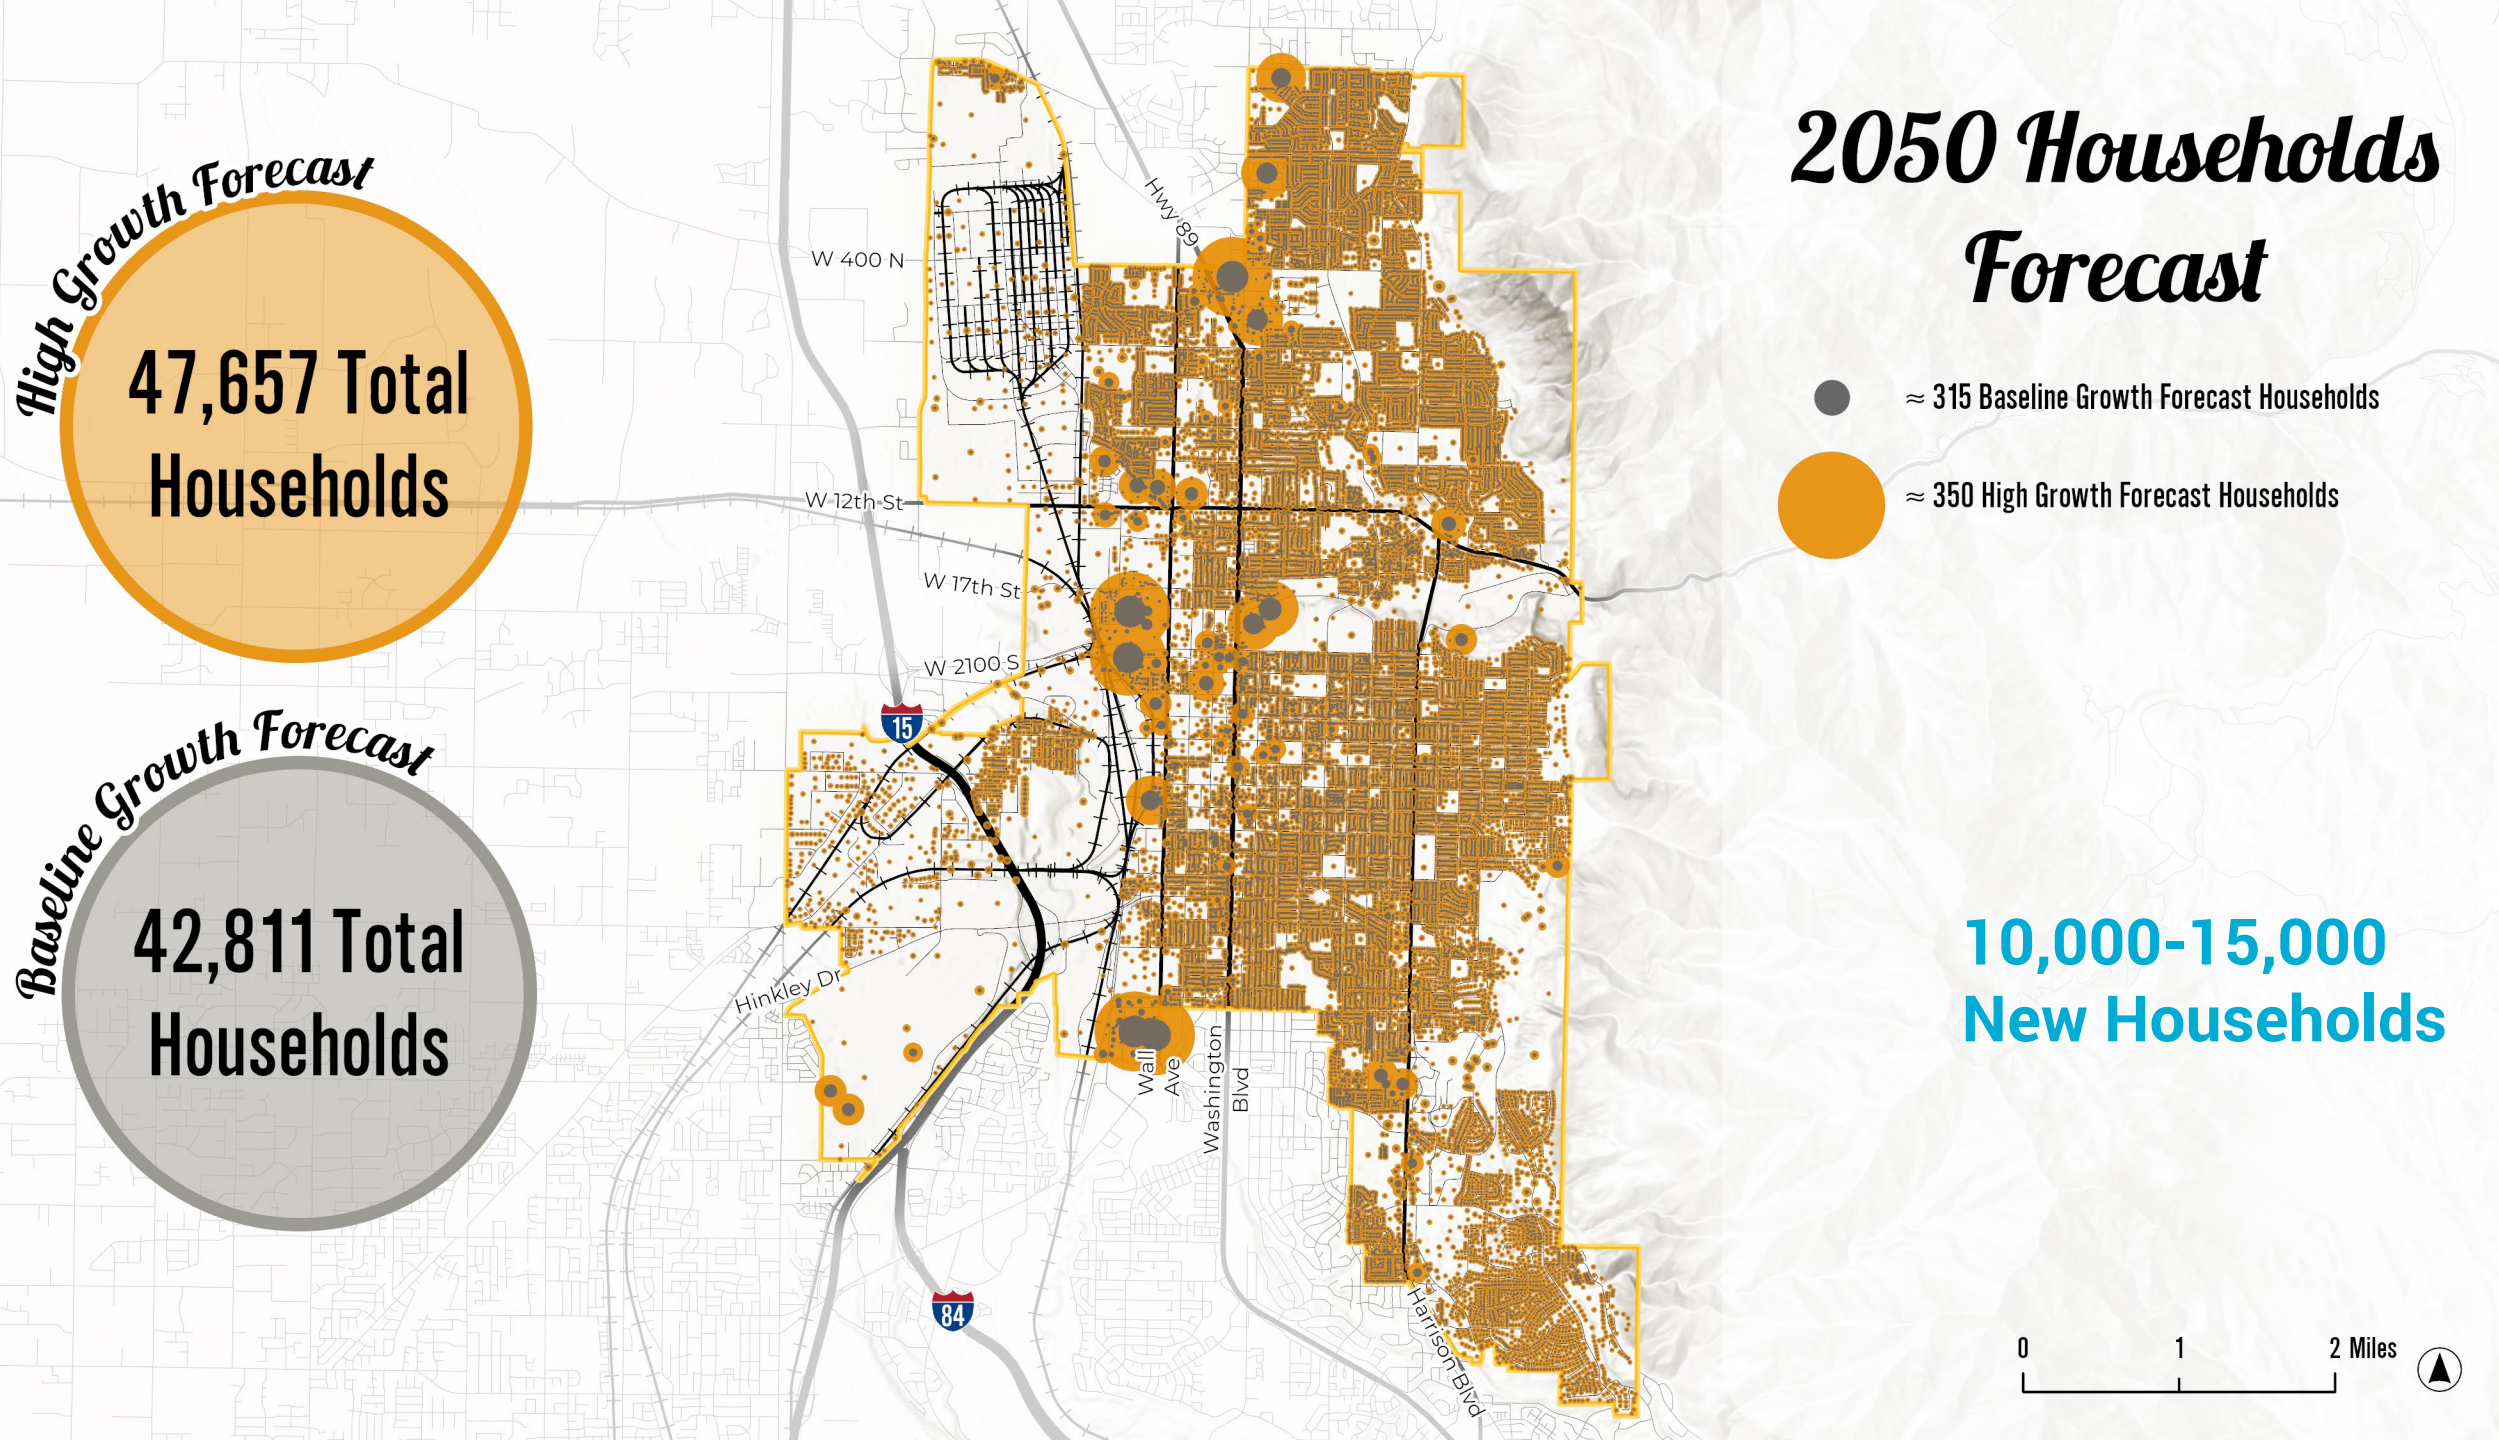 2050 Households
Forecast
≈ 315 Baseline Growth Forecast Households
≈ 350 High Growth Forecast Households
High Growth Forecast
47,657 Total
Households
Baseline Growth Forecast
42,811 Total
Households
10,000-15,000
New Households
Hwy 89
W 400 N
W 12th St
W 17th St
W 2100 S
15
Hinkley Dr
Wall
Ave
Washington
Blvd
84
Harrison Blvd
0 1 2 Miles